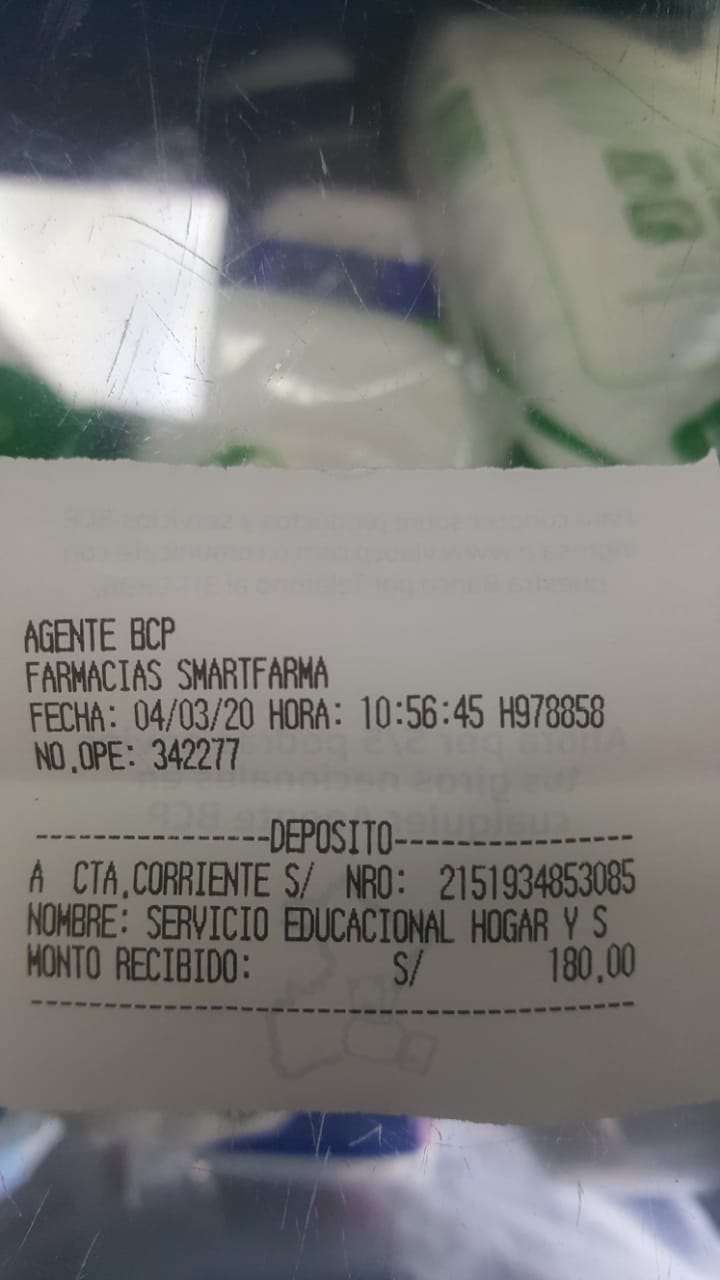 AGENTE BCP
FARMACIAS SMARTFARMA
FECHA: 04/03/20 HORA: 10:56:45 H978858
NO.OPE: 342277
----------------DEPOSITO----------------
A CTA.CORRIENTE S/ NRO: 2151934853085
NOMBRE: SERVICIO EDUCACIONAL HOGAR Y S
MONTO RECIBIDO: S/ 180.00
----------------------------------------